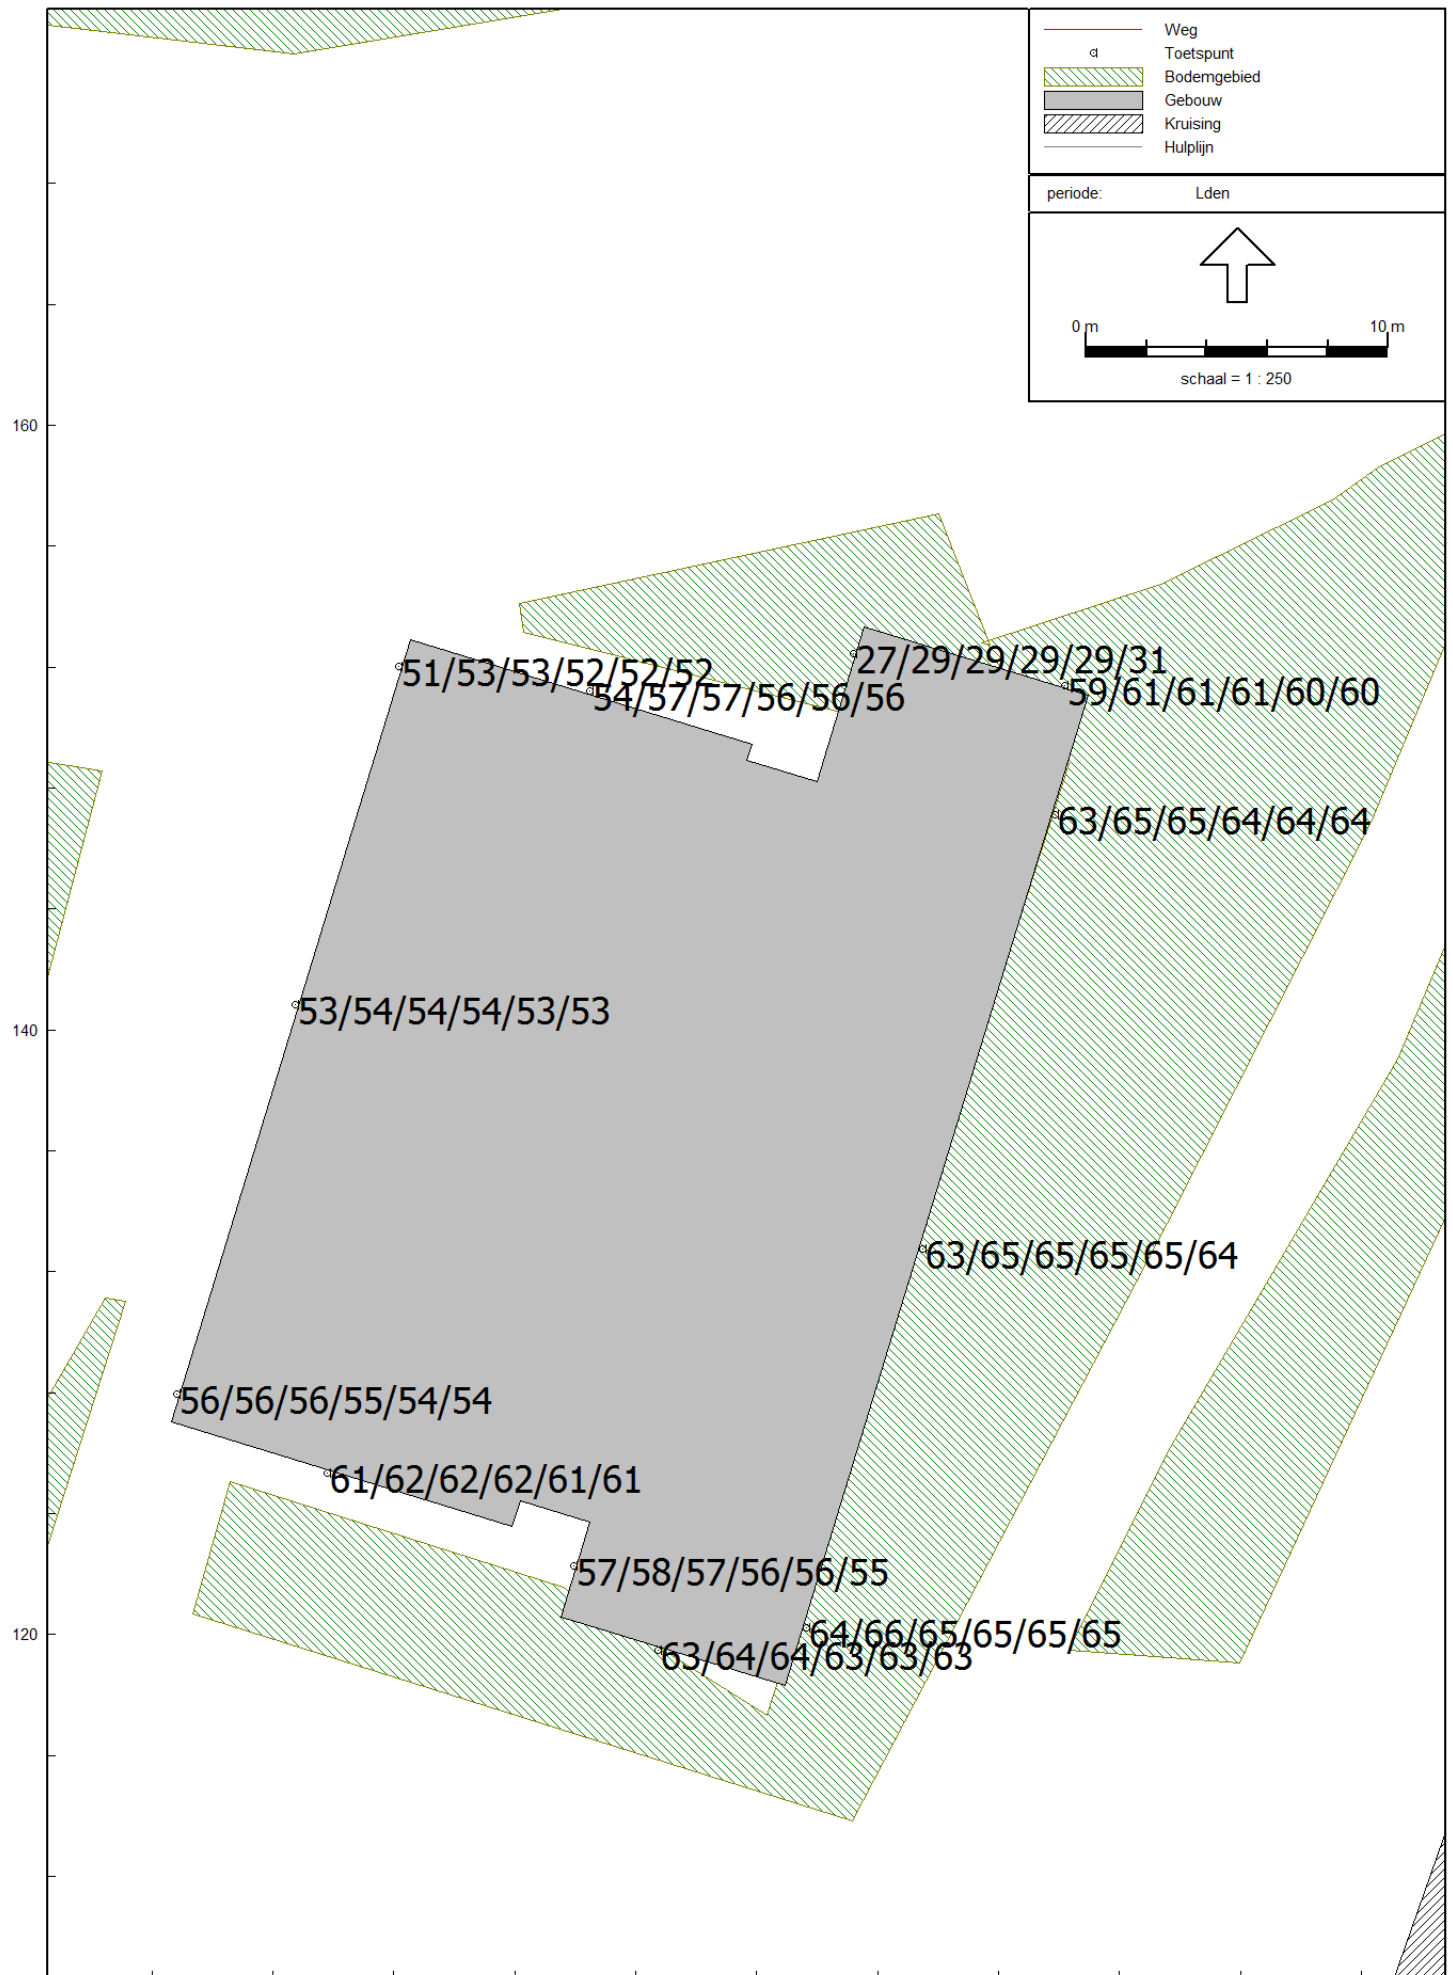 Weg
Toetspunt
Bodemgebied
Gebouw
Kruising
Hulplijn
periode: Lden
0 m 10 m
schaal = 1 : 250
160
27/29/29/29/29/31
51/53/53/52/52/52
59/61/61/61/60/60
54/57/57/56/56/56
63/65/65/64/64/64
53/54/54/54/53/53
140
63/65/65/65/65/64
56/56/56/55/54/54
61/62/62/62/61/61
57/58/57/56/56/55
120
64/66/65/65/65/65
63/64/64/63/63/63